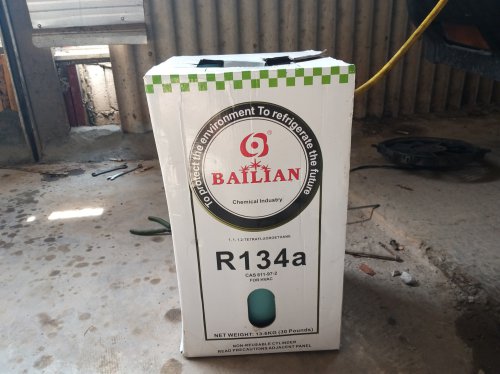 To protect the environment To refrigerate the future
®
BAILIAN
Chemical Industry
1, 1, 1, 2-TETRAFLUOROETHANE
R134a
CAS 811-97-2
FOR HVAC
NET WEIGHT: 13.6KG (30 Pounds)
NON-REUSABLE CYLINDER
READ PRECAUTIONS ADJACENT PANEL